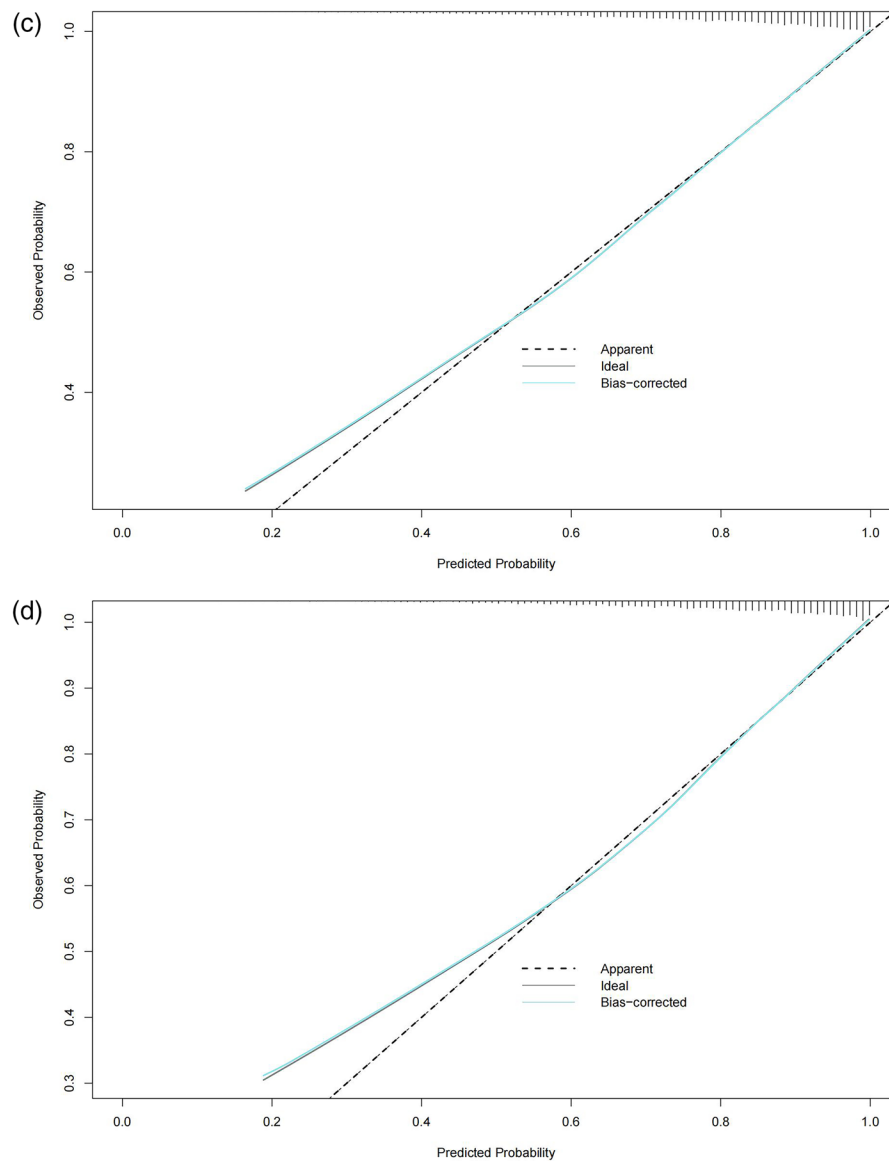 (c)
1.0
0.8
0.6
0.4
Observed Probability
Apparent
Ideal
Bias−corrected
0.0 0.2 0.4 0.6 0.8 1.0
Predicted Probability
(d)
1.0
0.9
0.8
0.7
0.6
0.5
0.4
0.3
Observed Probability
Apparent
Ideal
Bias−corrected
0.0 0.2 0.4 0.6 0.8 1.0
Predicted Probability